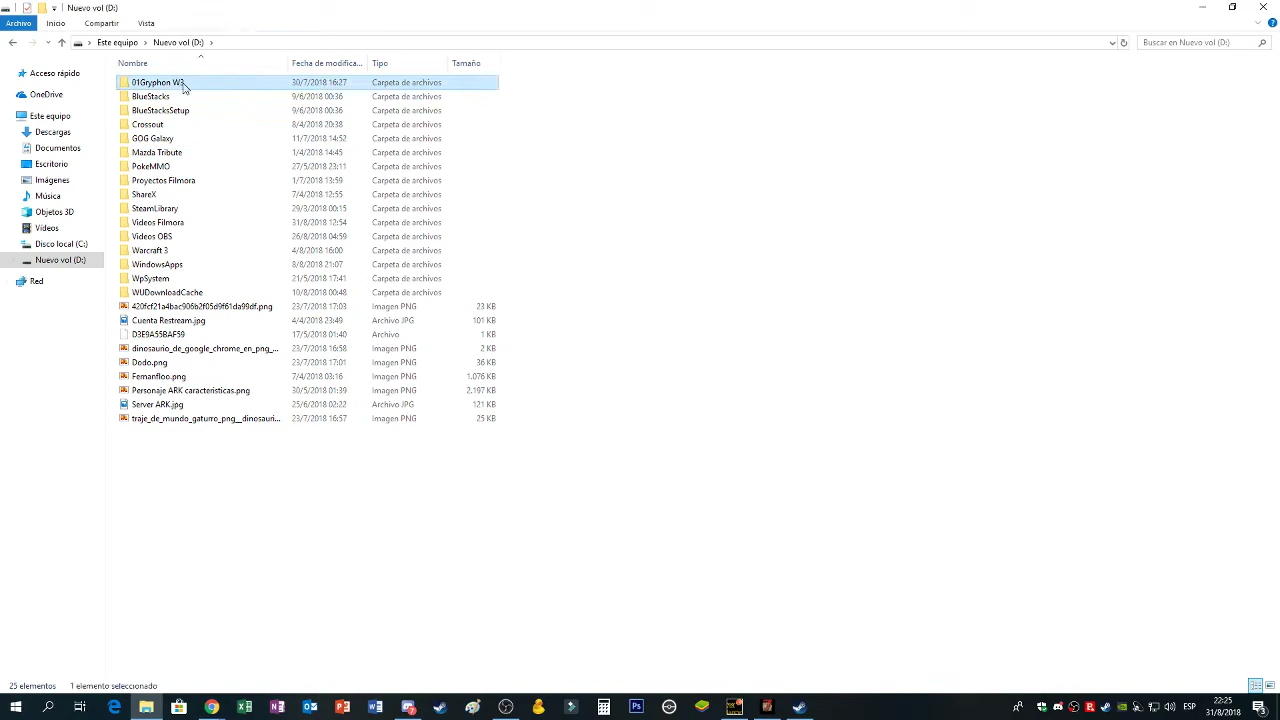 Nuevo vol (D:)
Archivo Inicio Compartir Vista
Este equipo Nuevo vol (D:) Buscar en Nuevo vol (D:)
Nombre Fecha de modifica... Tipo Tamaño
Acceso rápido
OneDrive
Este equipo
Descargas
Documentos
Escritorio
Imágenes
Música
Objetos 3D
Vídeos
Disco local (C:)
Nuevo vol (D:)
Red
01Gryphon W3 30/7/2018 16:27 Carpeta de archivos
BlueStacks 9/6/2018 00:36 Carpeta de archivos
BlueStacksSetup 9/6/2018 00:36 Carpeta de archivos
Crossout 8/4/2018 20:38 Carpeta de archivos
GOG Galaxy 11/7/2018 14:52 Carpeta de archivos
Mazda Tribute 1/4/2018 14:45 Carpeta de archivos
PokeMMO 27/5/2018 23:11 Carpeta de archivos
Proyectos Filmora 1/7/2018 13:59 Carpeta de archivos
ShareX 7/4/2018 12:55 Carpeta de archivos
SteamLibrary 29/3/2018 00:15 Carpeta de archivos
Videos Filmora 31/8/2018 12:54 Carpeta de archivos
Videos OBS 26/8/2018 04:59 Carpeta de archivos
Warcraft 3 4/8/2018 16:00 Carpeta de archivos
WindowsApps 8/8/2018 21:07 Carpeta de archivos
WpSystem 21/5/2018 17:41 Carpeta de archivos
WUDownloadCache 10/8/2018 00:48 Carpeta de archivos
420fcf21a4bac906b2f05d9f61da99df.png 23/7/2018 17:03 Imagen PNG 23 KB
Cuenta Restream.jpg 4/4/2018 23:49 Archivo JPG 101 KB
D3E9A55BAF59 17/5/2018 01:40 Archivo 1 KB
dinosaurio_de_google_chrome_en_png_... 23/7/2018 16:58 Imagen PNG 2 KB
Dodo.png 23/7/2018 17:01 Imagen PNG 36 KB
Fernanfloo.png 7/4/2018 03:16 Imagen PNG 1.076 KB
Personaje ARK caracteristicas.png 30/5/2018 01:39 Imagen PNG 2.197 KB
Server ARK.jpg 25/6/2018 02:22 Archivo JPG 121 KB
traje_de_mundo_gaturro_png__dinosauri... 23/7/2018 16:57 Imagen PNG 25 KB
25 elementos 1 elemento seleccionado
ESP
22:25
31/8/2018